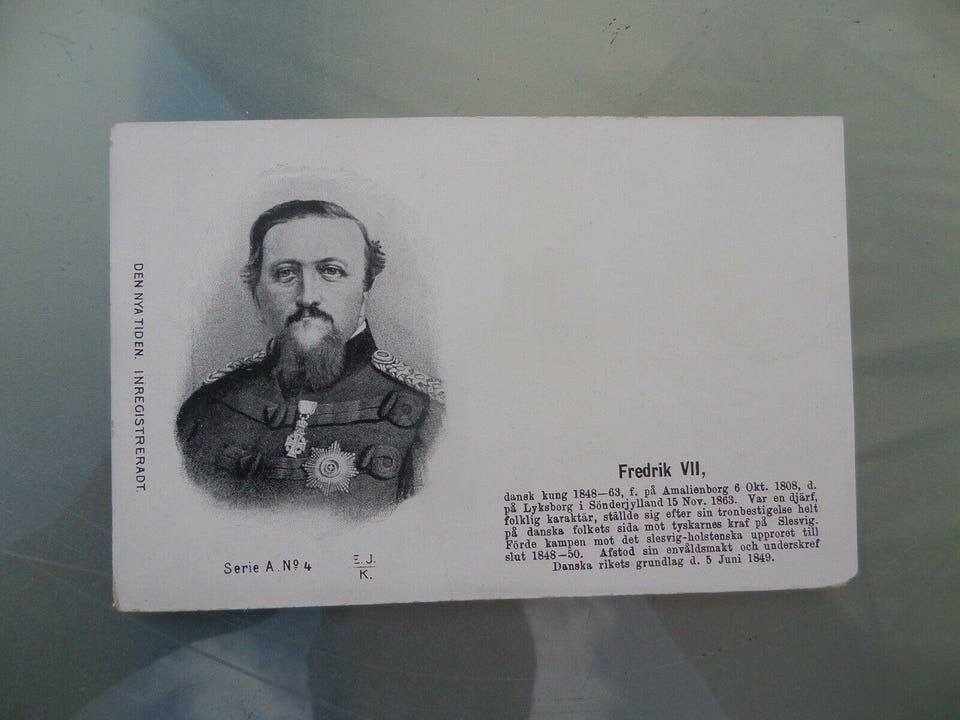 DEN NYA TIDEN. INREGISTRERADT.
Serie A. Nº 4
E. J.
K.
Fredrik VII,
dansk kung 1848—63, f. på Amalienborg 6 Okt. 1808, d.
på Lyksborg i Sönderjylland 15 Nov. 1863. Var en djärf,
folklig karaktär, ställde sig efter sin tronbestigelse helt
på danska folkets sida mot tyskarnes kraf på Slesvig.
Förde kampen mot det slesvig-holstenska upproret till
slut 1848—50. Afstod sin envåldsmakt och underskref
Danska rikets grundlag d. 5 Juni 1849.